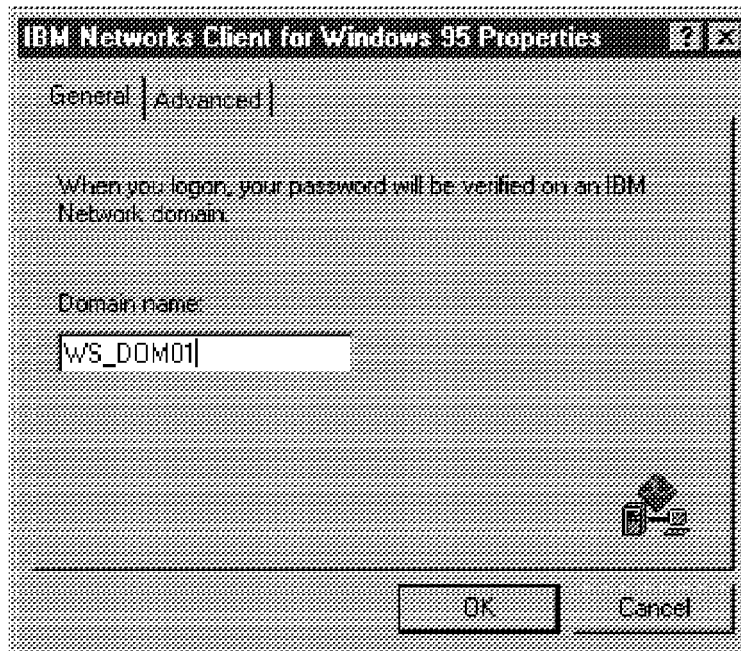 IBM Networks Client for Windows 95 Properties
General Advanced
When you logon, your password will be verified on an IBM
Network domain.
Domain name:
WS_DOM01
OK Cancel